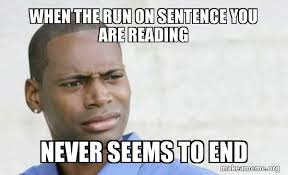 WHEN THE RUN ON SENTENCE YOU
ARE READING
NEVER SEEMS TO END
makeameme.org